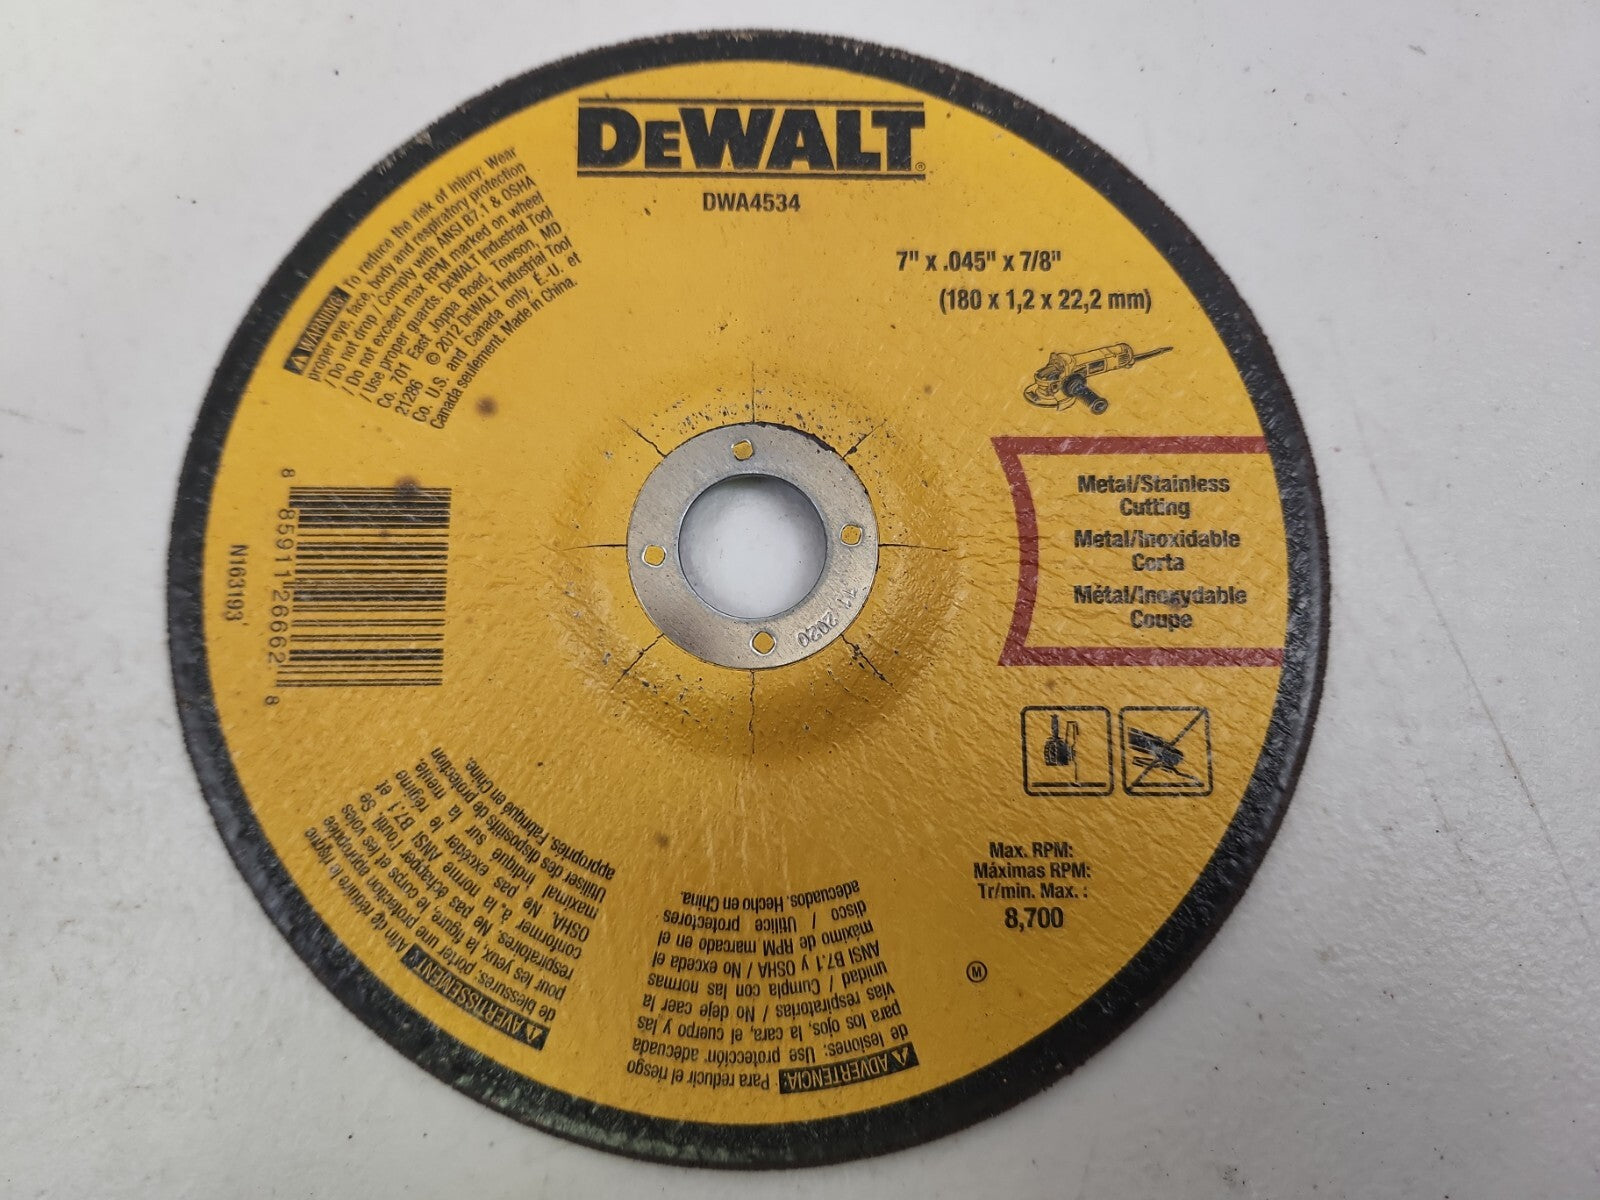 DEWALT®
DWA4534
7" x .045" x 7/8"
(180 x 1,2 x 22,2 mm)
Metal/Stainless
Cutting
Metal/Inoxidable
Corta
Métal/Inoxydable
Coupe
Max. RPM:
Máximas RPM:
Tr/min. Max. :
8,700
M
11 2020
⚠ WARNING: To reduce the risk of injury: Wear
proper eye, face, body and respiratory protection
/ Do not drop / Comply with ANSI B7.1 & OSHA
/ Do not exceed max RPM marked on wheel
/ Use proper guards. DEWALT Industrial Tool
Co. 701 East Joppa Road, Towson, MD
21286 © 2012 DEWALT Industrial Tool
Co. U.S. and Canada only, É.-U. et
Canada seulement. Made in China.
8 85911 26662 8
N163193
⚠ AVERTISSEMENT : Afin de réduire le risque
de blessures: porter une protection appropriée
pour les yeux, la figure, le corps et les voies
respiratoires. Ne pas échapper l'outil. Se
conformer à la norme ANSI B7.1 et
OSHA. Ne pas excéder le régime
maximal indiqué sur la meule.
Utiliser des dispositifs de protection
appropriés. Fabriqué en Chine.
⚠ ADVERTENCIA: Para reducir el riesgo
de lesiones: Use protección adecuada
para los ojos, la cara, el cuerpo y las
vias respiratorias / No deje caer la
unidad / Cumpla con las normas
ANSI B7.1 y OSHA / No exceda el
máximo de RPM marcado en el
disco / Utilice protectores
adecuados. Hecho en China.